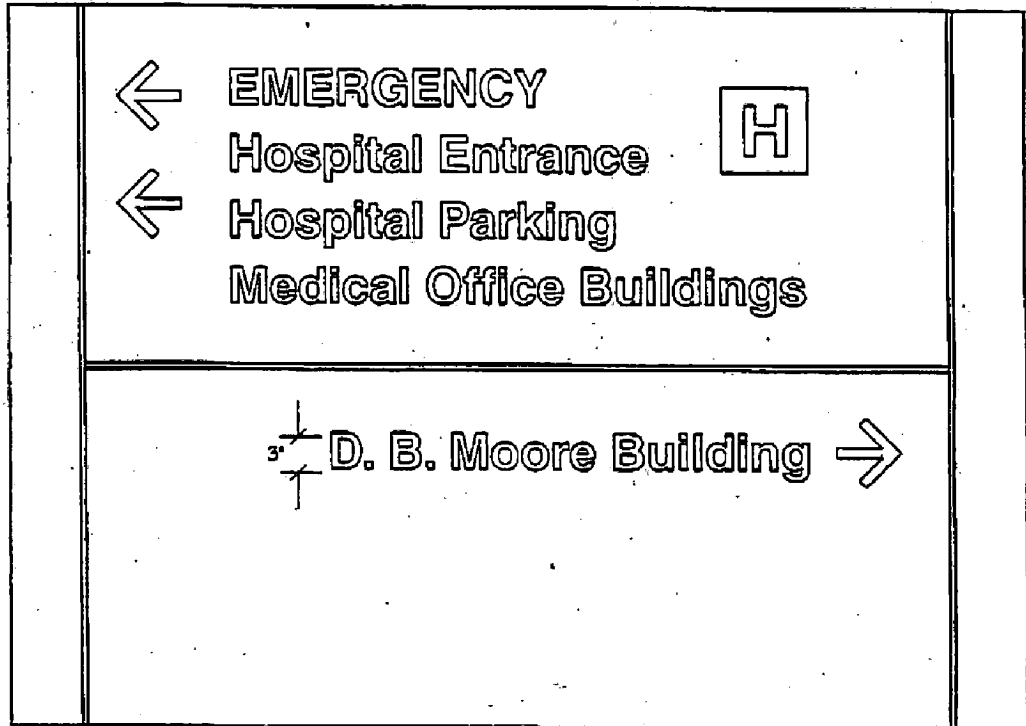 ← EMERGENCY
Hospital Entrance
H
← Hospital Parking
Medical Office Buildings
3"
D. B. Moore Building →